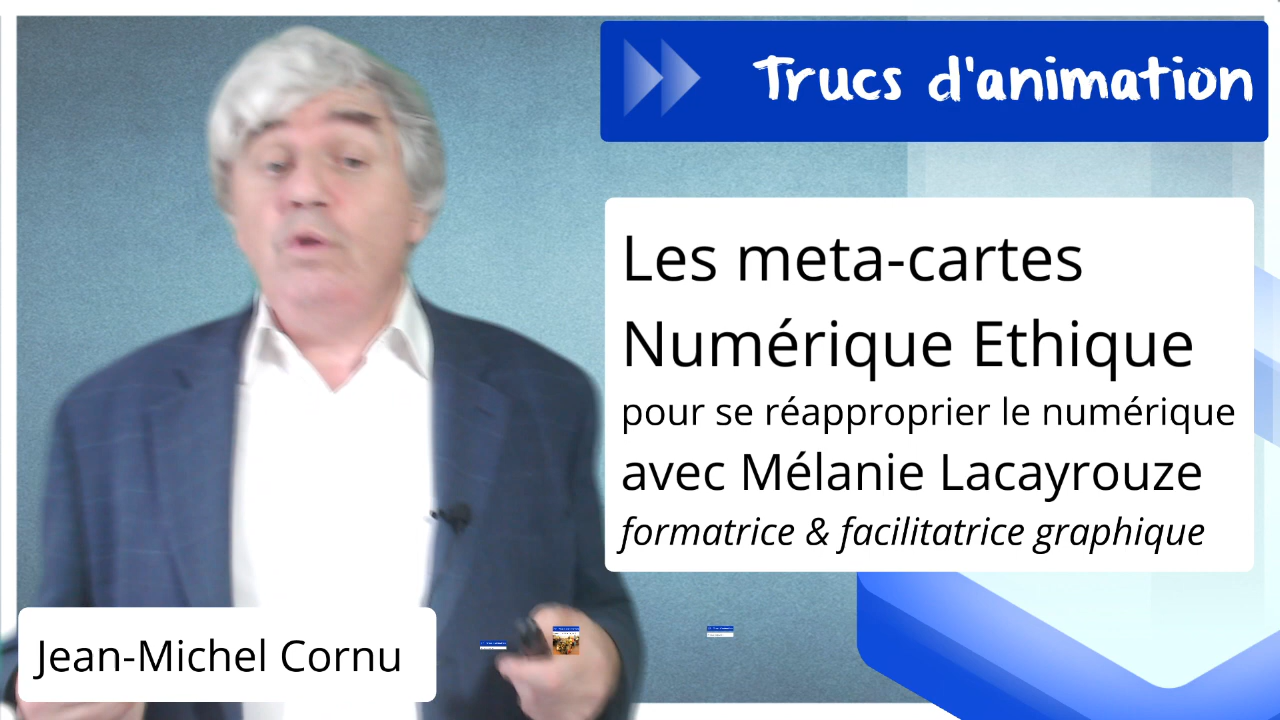 Trucs d'animation
Les meta-cartes
Numérique Ethique
pour se réapproprier le numérique
avec Mélanie Lacayrouze
formatrice & facilitatrice graphique
Jean-Michel Cornu